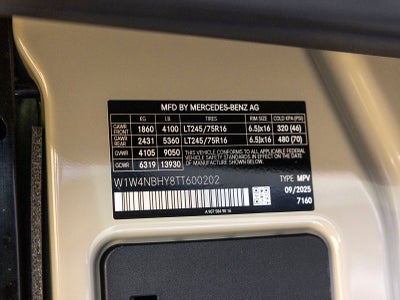 MFD BY MERCEDES-BENZ AG
KG LB TIRES RIM SIZE COLD KPA (PSI)
GAWR FRONT 1860 4100 LT245/75R16 6.5Jx16 320 (46)
GAWR REAR 2431 5360 LT245/75R16 6.5Jx16 480 (70)
GVWR 4105 9050 THIS VEHICLE CONFORMS TO ALL APPLICABLE FEDERAL
VEHICLE SAFETY STANDARDS IN EFFECT ON THE DATE
GCWR 6319 13930 OF MANUFACTURE SHOWN.
W1W4NBHY8TT600202 TYPE MPV
09/2025
7160